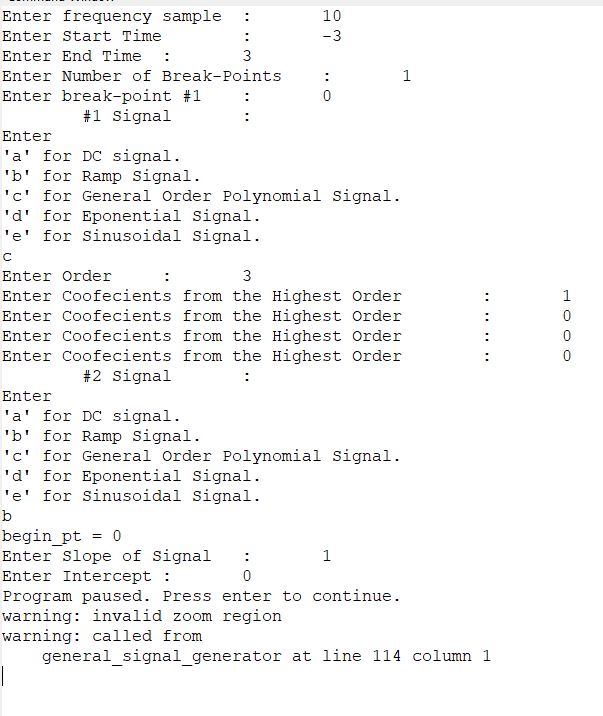 Enter frequency sample  :       10
Enter Start Time        :       -3
Enter End Time  :       3
Enter Number of Break-Points    :       1
Enter break-point #1    :       0
        #1 Signal       :
Enter
'a' for DC signal.
'b' for Ramp Signal.
'c' for General Order Polynomial Signal.
'd' for Eponential Signal.
'e' for Sinusoidal Signal.
c
Enter Order     :       3
Enter Coofecients from the Highest Order        :       1
Enter Coofecients from the Highest Order        :       0
Enter Coofecients from the Highest Order        :       0
Enter Coofecients from the Highest Order        :       0
        #2 Signal       :
Enter
'a' for DC signal.
'b' for Ramp Signal.
'c' for General Order Polynomial Signal.
'd' for Eponential Signal.
'e' for Sinusoidal Signal.
b
begin_pt = 0
Enter Slope of Signal   :       1
Enter Intercept :       0
Program paused. Press enter to continue.
warning: invalid zoom region
warning: called from
    general_signal_generator at line 114 column 1